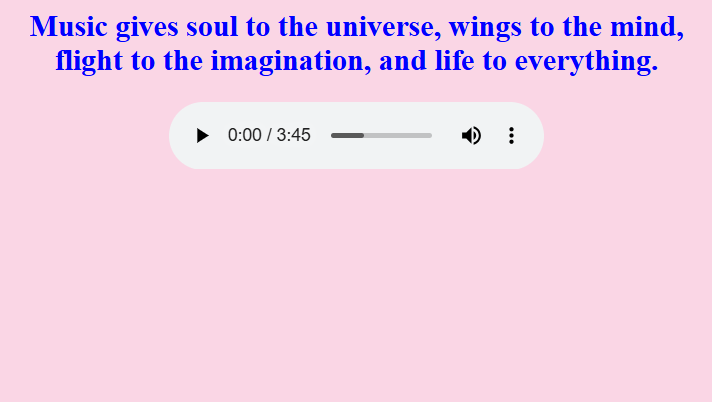 Music gives soul to the universe, wings to the mind,
flight to the imagination, and life to everything.
0:00 / 3:45